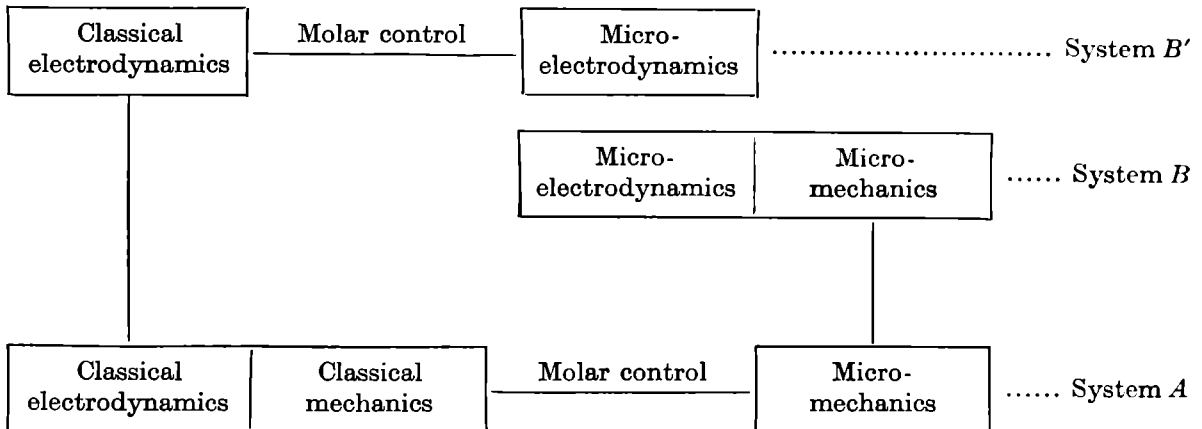 Classical electrodynamics
Molar control
Micro-electrodynamics
System B′
Micro-electrodynamics
Micro-mechanics
System B
Classical electrodynamics
Classical mechanics
Molar control
Micro-mechanics
System A